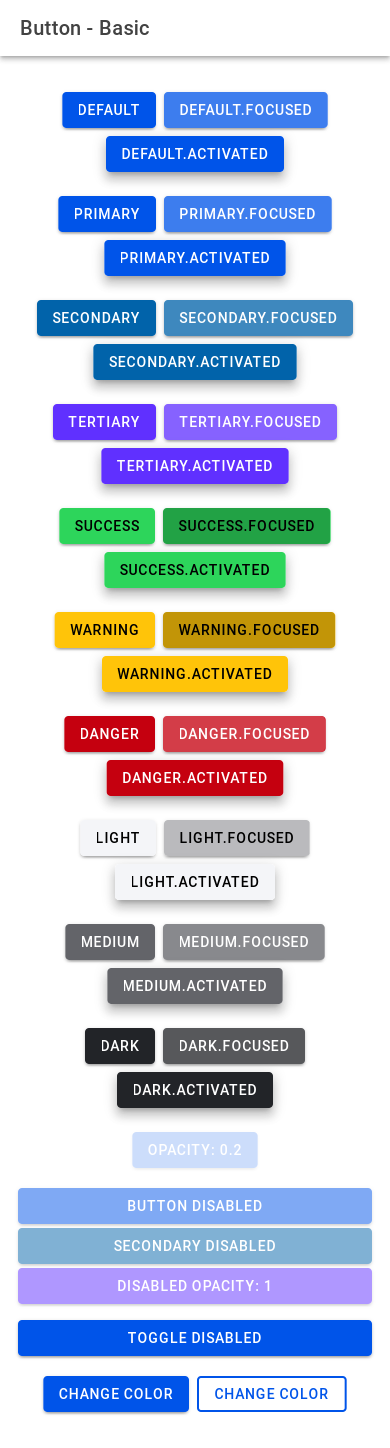 Button - Basic
DEFAULT DEFAULT.FOCUSED
DEFAULT.ACTIVATED
PRIMARY PRIMARY.FOCUSED
PRIMARY.ACTIVATED
SECONDARY SECONDARY.FOCUSED
SECONDARY.ACTIVATED
TERTIARY TERTIARY.FOCUSED
TERTIARY.ACTIVATED
SUCCESS SUCCESS.FOCUSED
SUCCESS.ACTIVATED
WARNING WARNING.FOCUSED
WARNING.ACTIVATED
DANGER DANGER.FOCUSED
DANGER.ACTIVATED
LIGHT LIGHT.FOCUSED
LIGHT.ACTIVATED
MEDIUM MEDIUM.FOCUSED
MEDIUM.ACTIVATED
DARK DARK.FOCUSED
DARK.ACTIVATED
OPACITY: 0.2
BUTTON DISABLED
SECONDARY DISABLED
DISABLED OPACITY: 1
TOGGLE DISABLED
CHANGE COLOR CHANGE COLOR